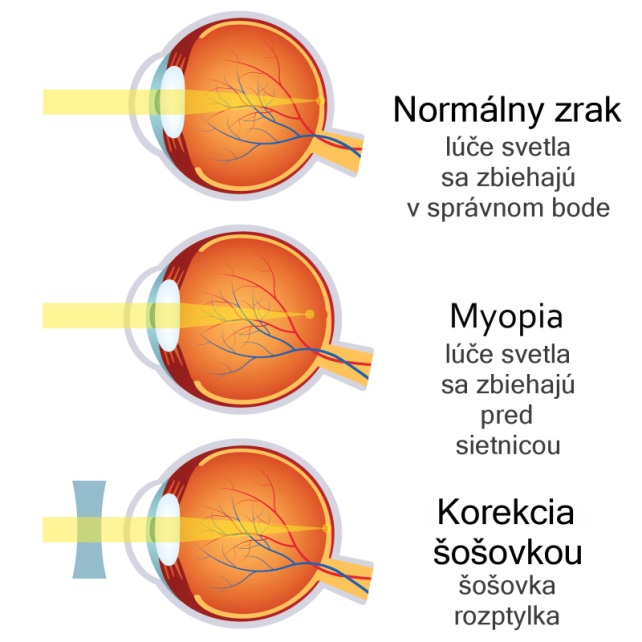 Normálny zrak
lúče svetla
sa zbiehajú
v správnom bode
Myopia
lúče svetla
sa zbiehajú
pred
sietnicou
Korekcia
šošovkou
šošovka
rozptylka